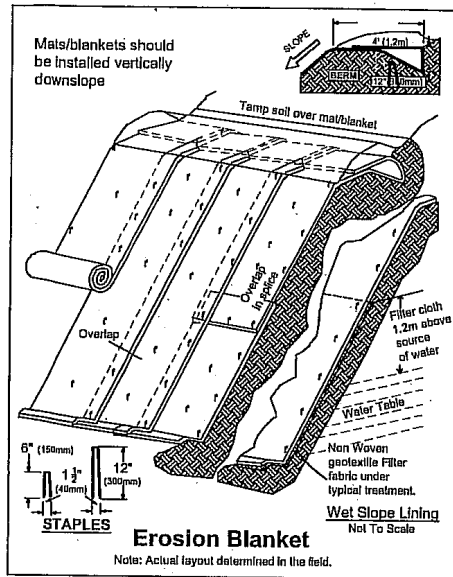 Mats/blankets should
be installed vertically
downslope
SLOPE
4' (1.2m)
BERM
12"
Tamp soil over mat/blanket
Overlap
in splice
Overlap
Filter cloth
1.2m above
source
of water
Water Table
Non Woven
geotextile Filter
fabric under
typical treatment.
6" (150mm)
1 1/2"
(40mm)
12"
(300mm)
STAPLES
Wet Slope Lining
Not To Scale
Erosion Blanket
Note: Actual layout determined in the field.